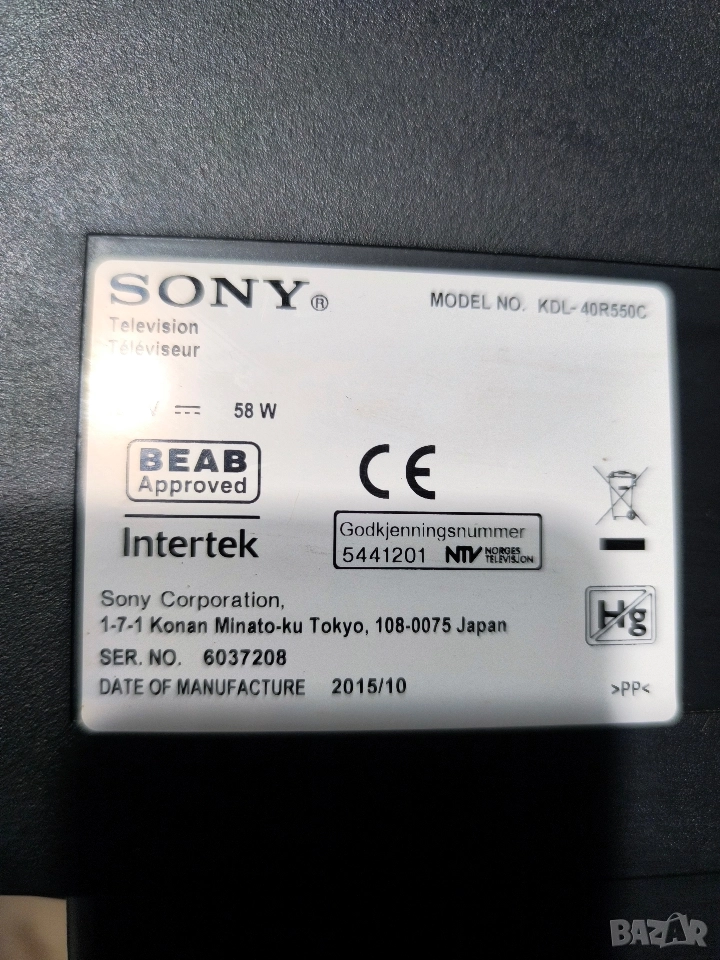 SONY®
MODEL NO. KDL-40R550C
Television
Téléviseur
V ⎓ 58 W
BEAB
Approved
CE
Intertek
Godkjenningsnummer
5441201 NTV NORGES TELEVISJON
Hg
Sony Corporation,
1-7-1 Konan Minato-ku Tokyo, 108-0075 Japan
SER. NO. 6037208
DATE OF MANUFACTURE 2015/10
>PP<
BAZAR